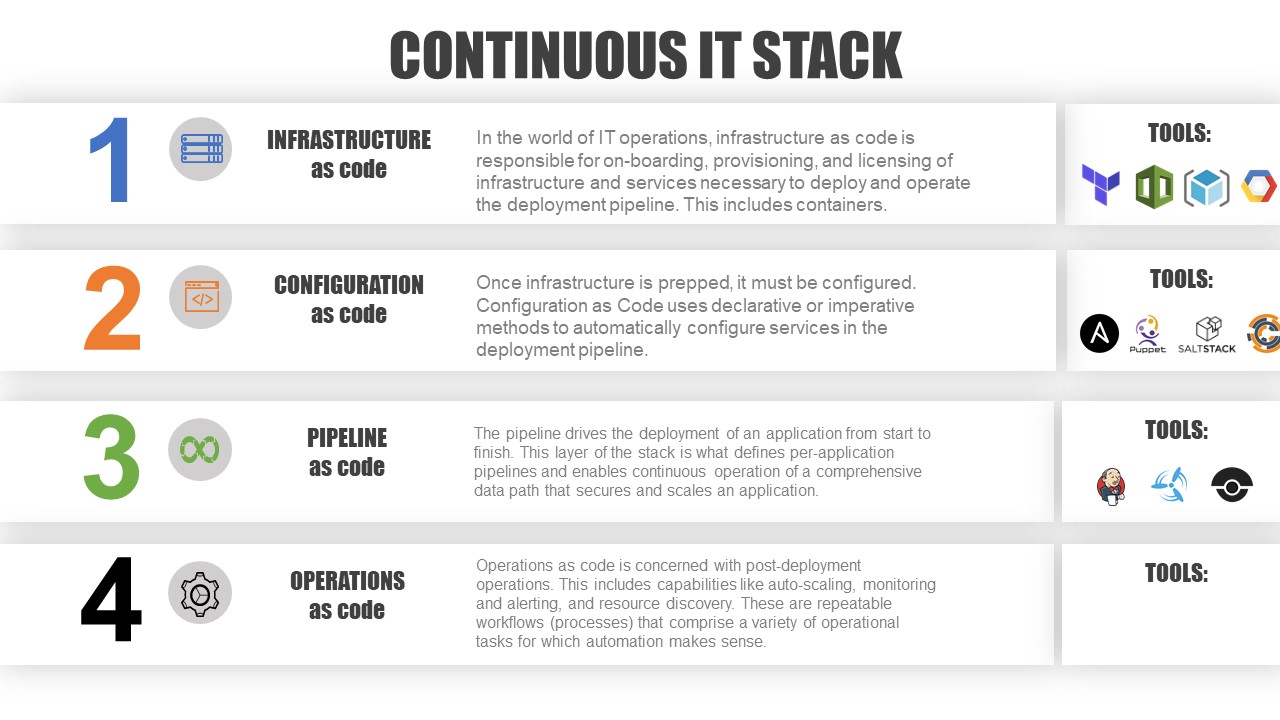 CONTINUOUS IT STACK
1
INFRASTRUCTURE
as code
In the world of IT operations, infrastructure as code is
responsible for on-boarding, provisioning, and licensing of
infrastructure and services necessary to deploy and operate
the deployment pipeline. This includes containers.
TOOLS:
2
</>
CONFIGURATION
as code
Once infrastructure is prepped, it must be configured.
Configuration as Code uses declarative or imperative
methods to automatically configure services in the
deployment pipeline.
TOOLS:
A
Puppet
SALTSTACK
3
PIPELINE
as code
The pipeline drives the deployment of an application from start to
finish. This layer of the stack is what defines per-application
pipelines and enables continuous operation of a comprehensive
data path that secures and scales an application.
TOOLS:
4
OPERATIONS
as code
Operations as code is concerned with post-deployment
operations. This includes capabilities like auto-scaling, monitoring
and alerting, and resource discovery. These are repeatable
workflows (processes) that comprise a variety of operational
tasks for which automation makes sense.
TOOLS: